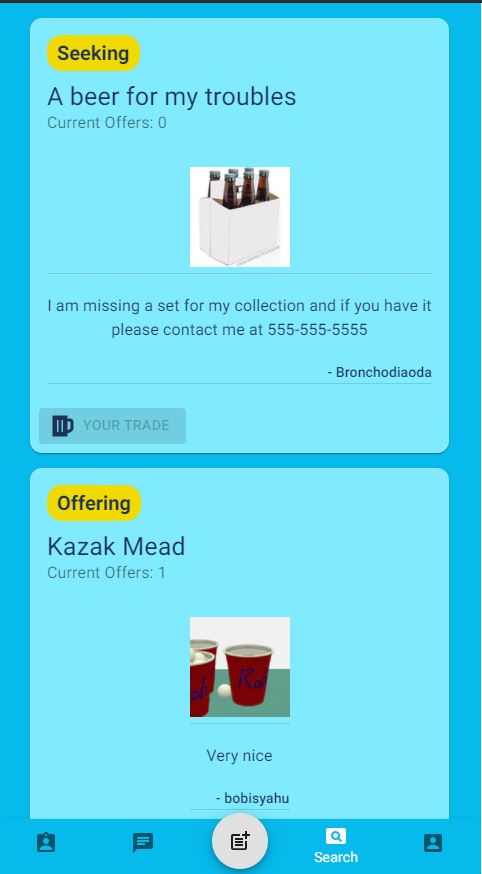 Seeking
A beer for my troubles
Current Offers: 0
I am missing a set for my collection and if you have it
please contact me at 555-555-5555
- Bronchodiaoda
YOUR TRADE
Offering
Kazak Mead
Current Offers: 1
Rob
Very nice
- bobisyahu
Search